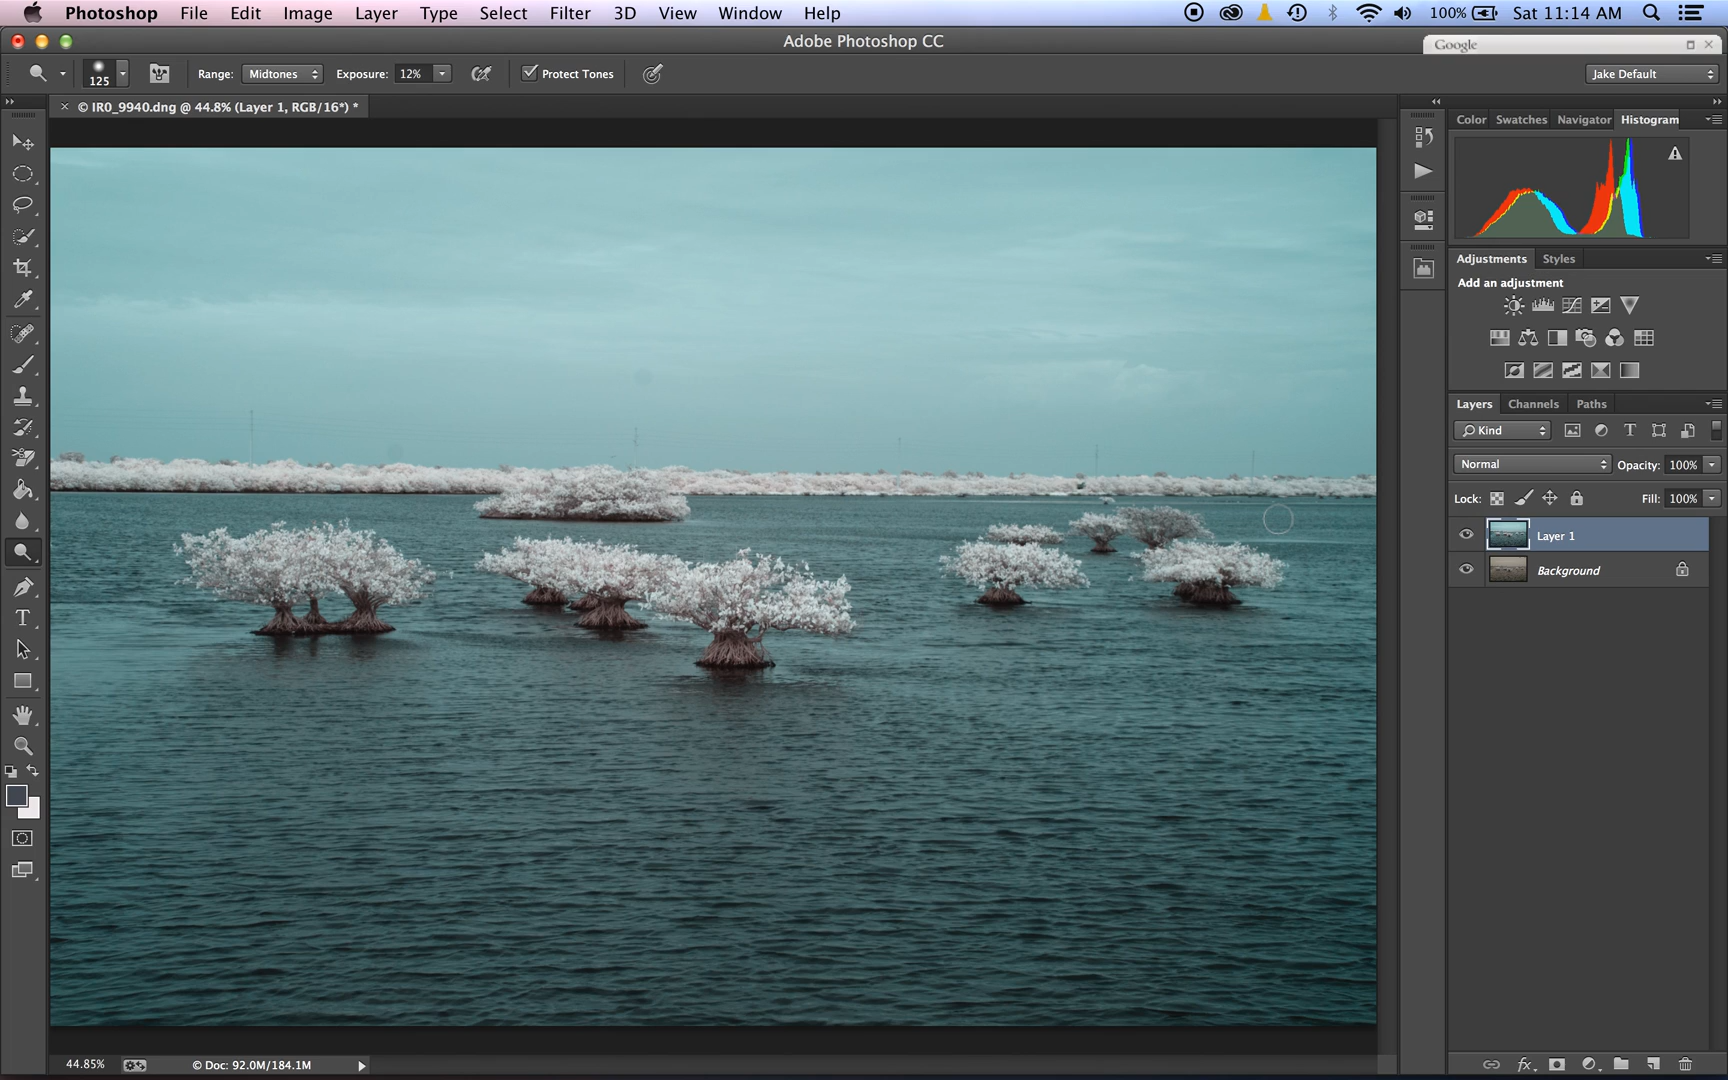 Photoshop File Edit Image Layer Type Select Filter 3D View Window Help 100% Sat 11:14 AM
Adobe Photoshop CC
Google
125 Range: Midtones Exposure: 12% Protect Tones Jake Default
© IR0_9940.dng @ 44.8% (Layer 1, RGB/16*) *
Color Swatches Navigator Histogram
Adjustments Styles
Add an adjustment
Layers Channels Paths
Kind
Normal Opacity: 100%
Lock: Fill: 100%
Layer 1
Background
44.85% © Doc: 92.0M/184.1M